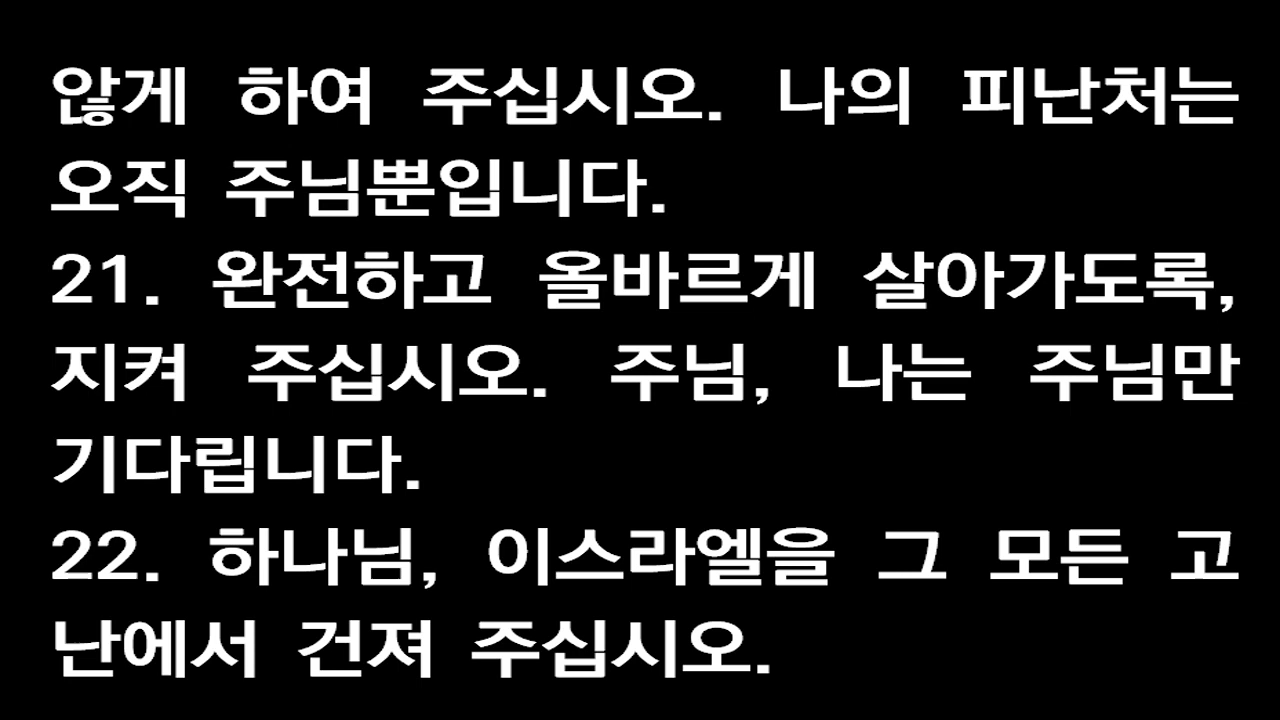 않게 하여 주십시오. 나의 피난처는
오직 주님뿐입니다.
21. 완전하고 올바르게 살아가도록,
지켜 주십시오. 주님, 나는 주님만
기다립니다.
22. 하나님, 이스라엘을 그 모든 고
난에서 건져 주십시오.